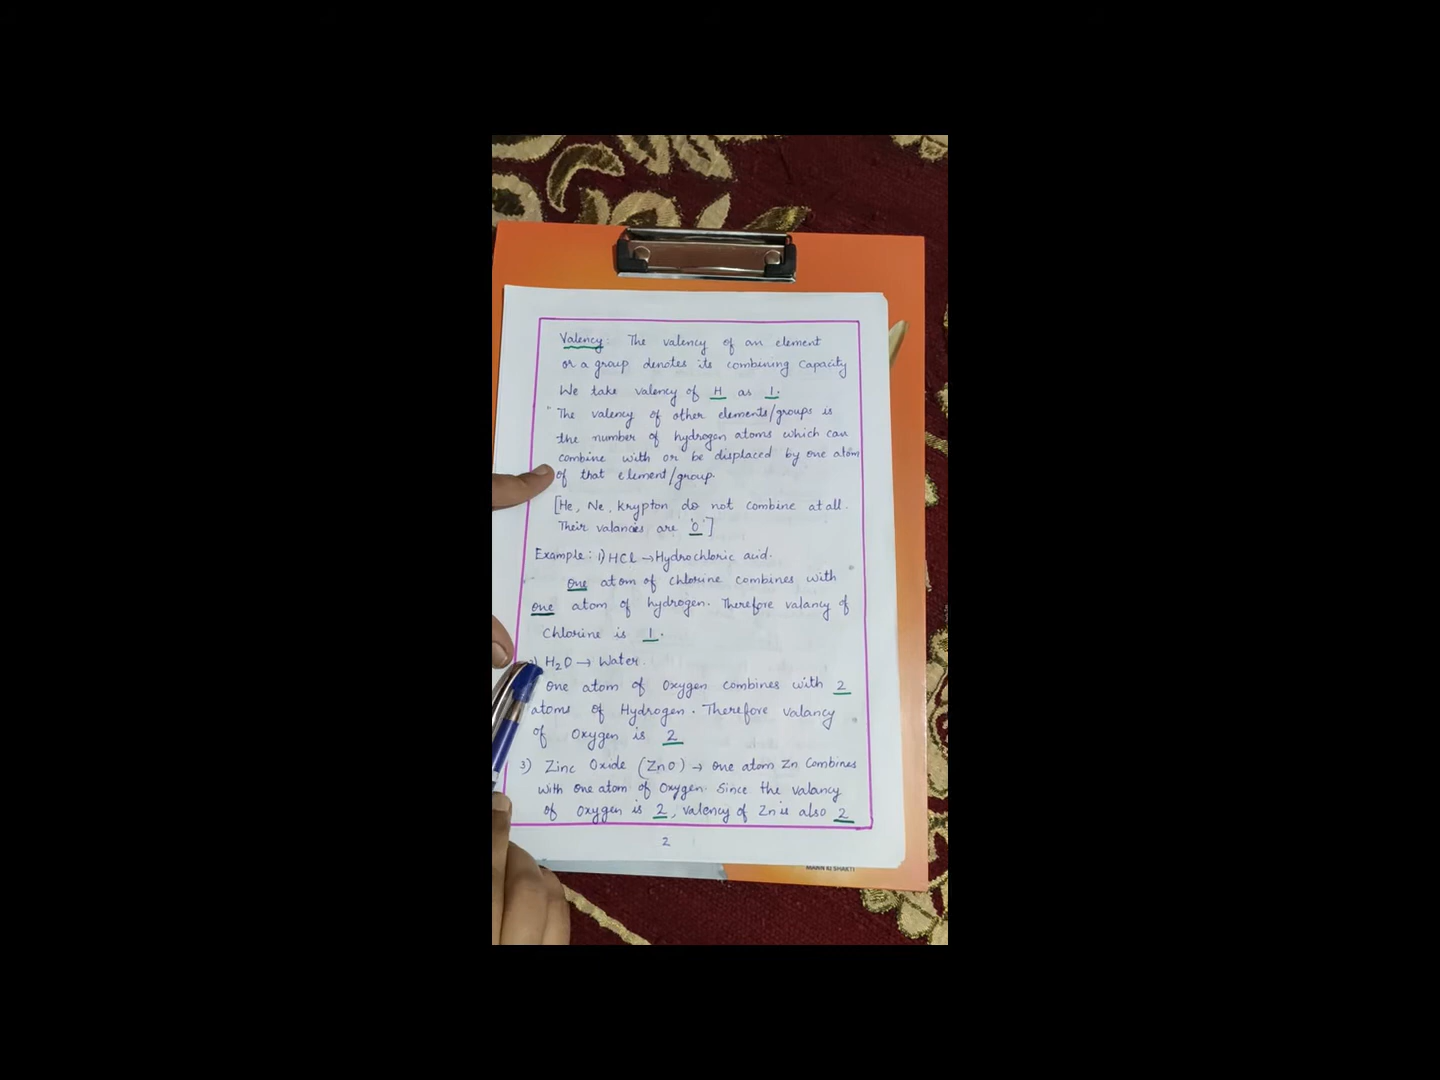 Valency: The valency of an element
or a group denotes its combining capacity
We take valency of H as 1.
The valency of other elements/groups is
the number of hydrogen atoms which can
combine with or be displaced by one atom
of that element/group.
[He, Ne, krypton do not combine at all.
Their valancies are '0']
Example: 1) HCl → Hydrochloric acid.
One atom of chlorine combines with
one atom of hydrogen. Therefore valancy of
Chlorine is 1.
2) H₂O → Water.
One atom of Oxygen combines with 2
atoms of Hydrogen. Therefore valancy
of Oxygen is 2
3) Zinc Oxide (ZnO) → one atom Zn Combines
with one atom of Oxygen. Since the valancy
of Oxygen is 2, valency of Zn is also 2
2
MANN KI SHAKTI